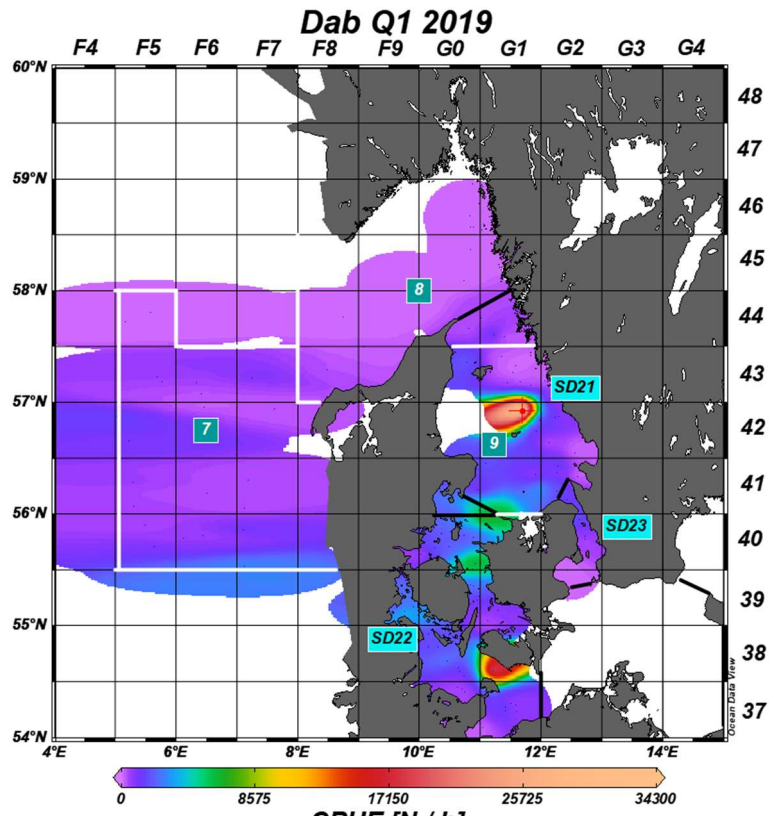 Dab Q1 2019
F4 F5 F6 F7 F8 F9 G0 G1 G2 G3 G4
60°N
48
47
59°N
46
45
58°N
8
44
43
SD21
57°N
7
9
42
41
56°N
SD23
40
55°N
39
SD22
38
37
54°N
Ocean Data View
4°E 6°E 8°E 10°E 12°E 14°E
0 8575 17150 25725 34300
CPUE [N / h]